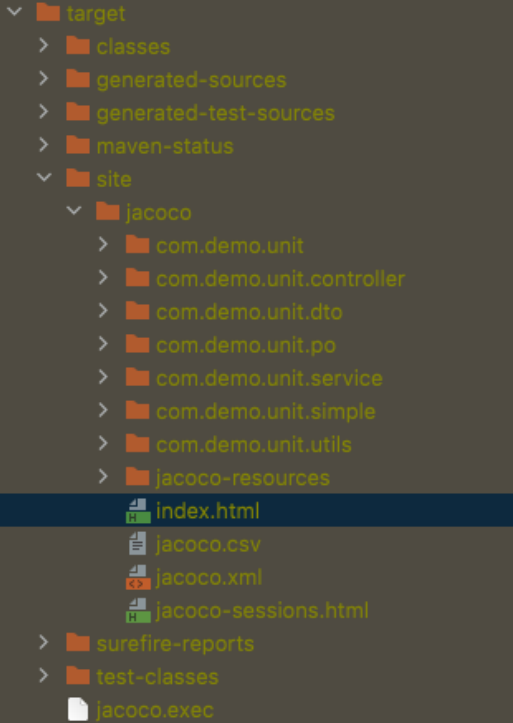 target
classes
generated-sources
generated-test-sources
maven-status
site
jacoco
com.demo.unit
com.demo.unit.controller
com.demo.unit.dto
com.demo.unit.po
com.demo.unit.service
com.demo.unit.simple
com.demo.unit.utils
jacoco-resources
index.html
jacoco.csv
jacoco.xml
jacoco-sessions.html
surefire-reports
test-classes
jacoco.exec